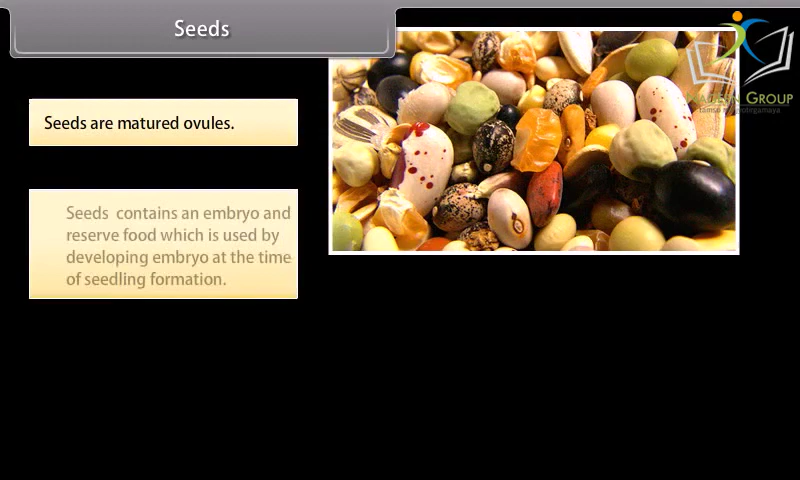 Seeds
Seeds are matured ovules.
Seeds contains an embryo and
reserve food which is used by
developing embryo at the time
of seedling formation.
Group